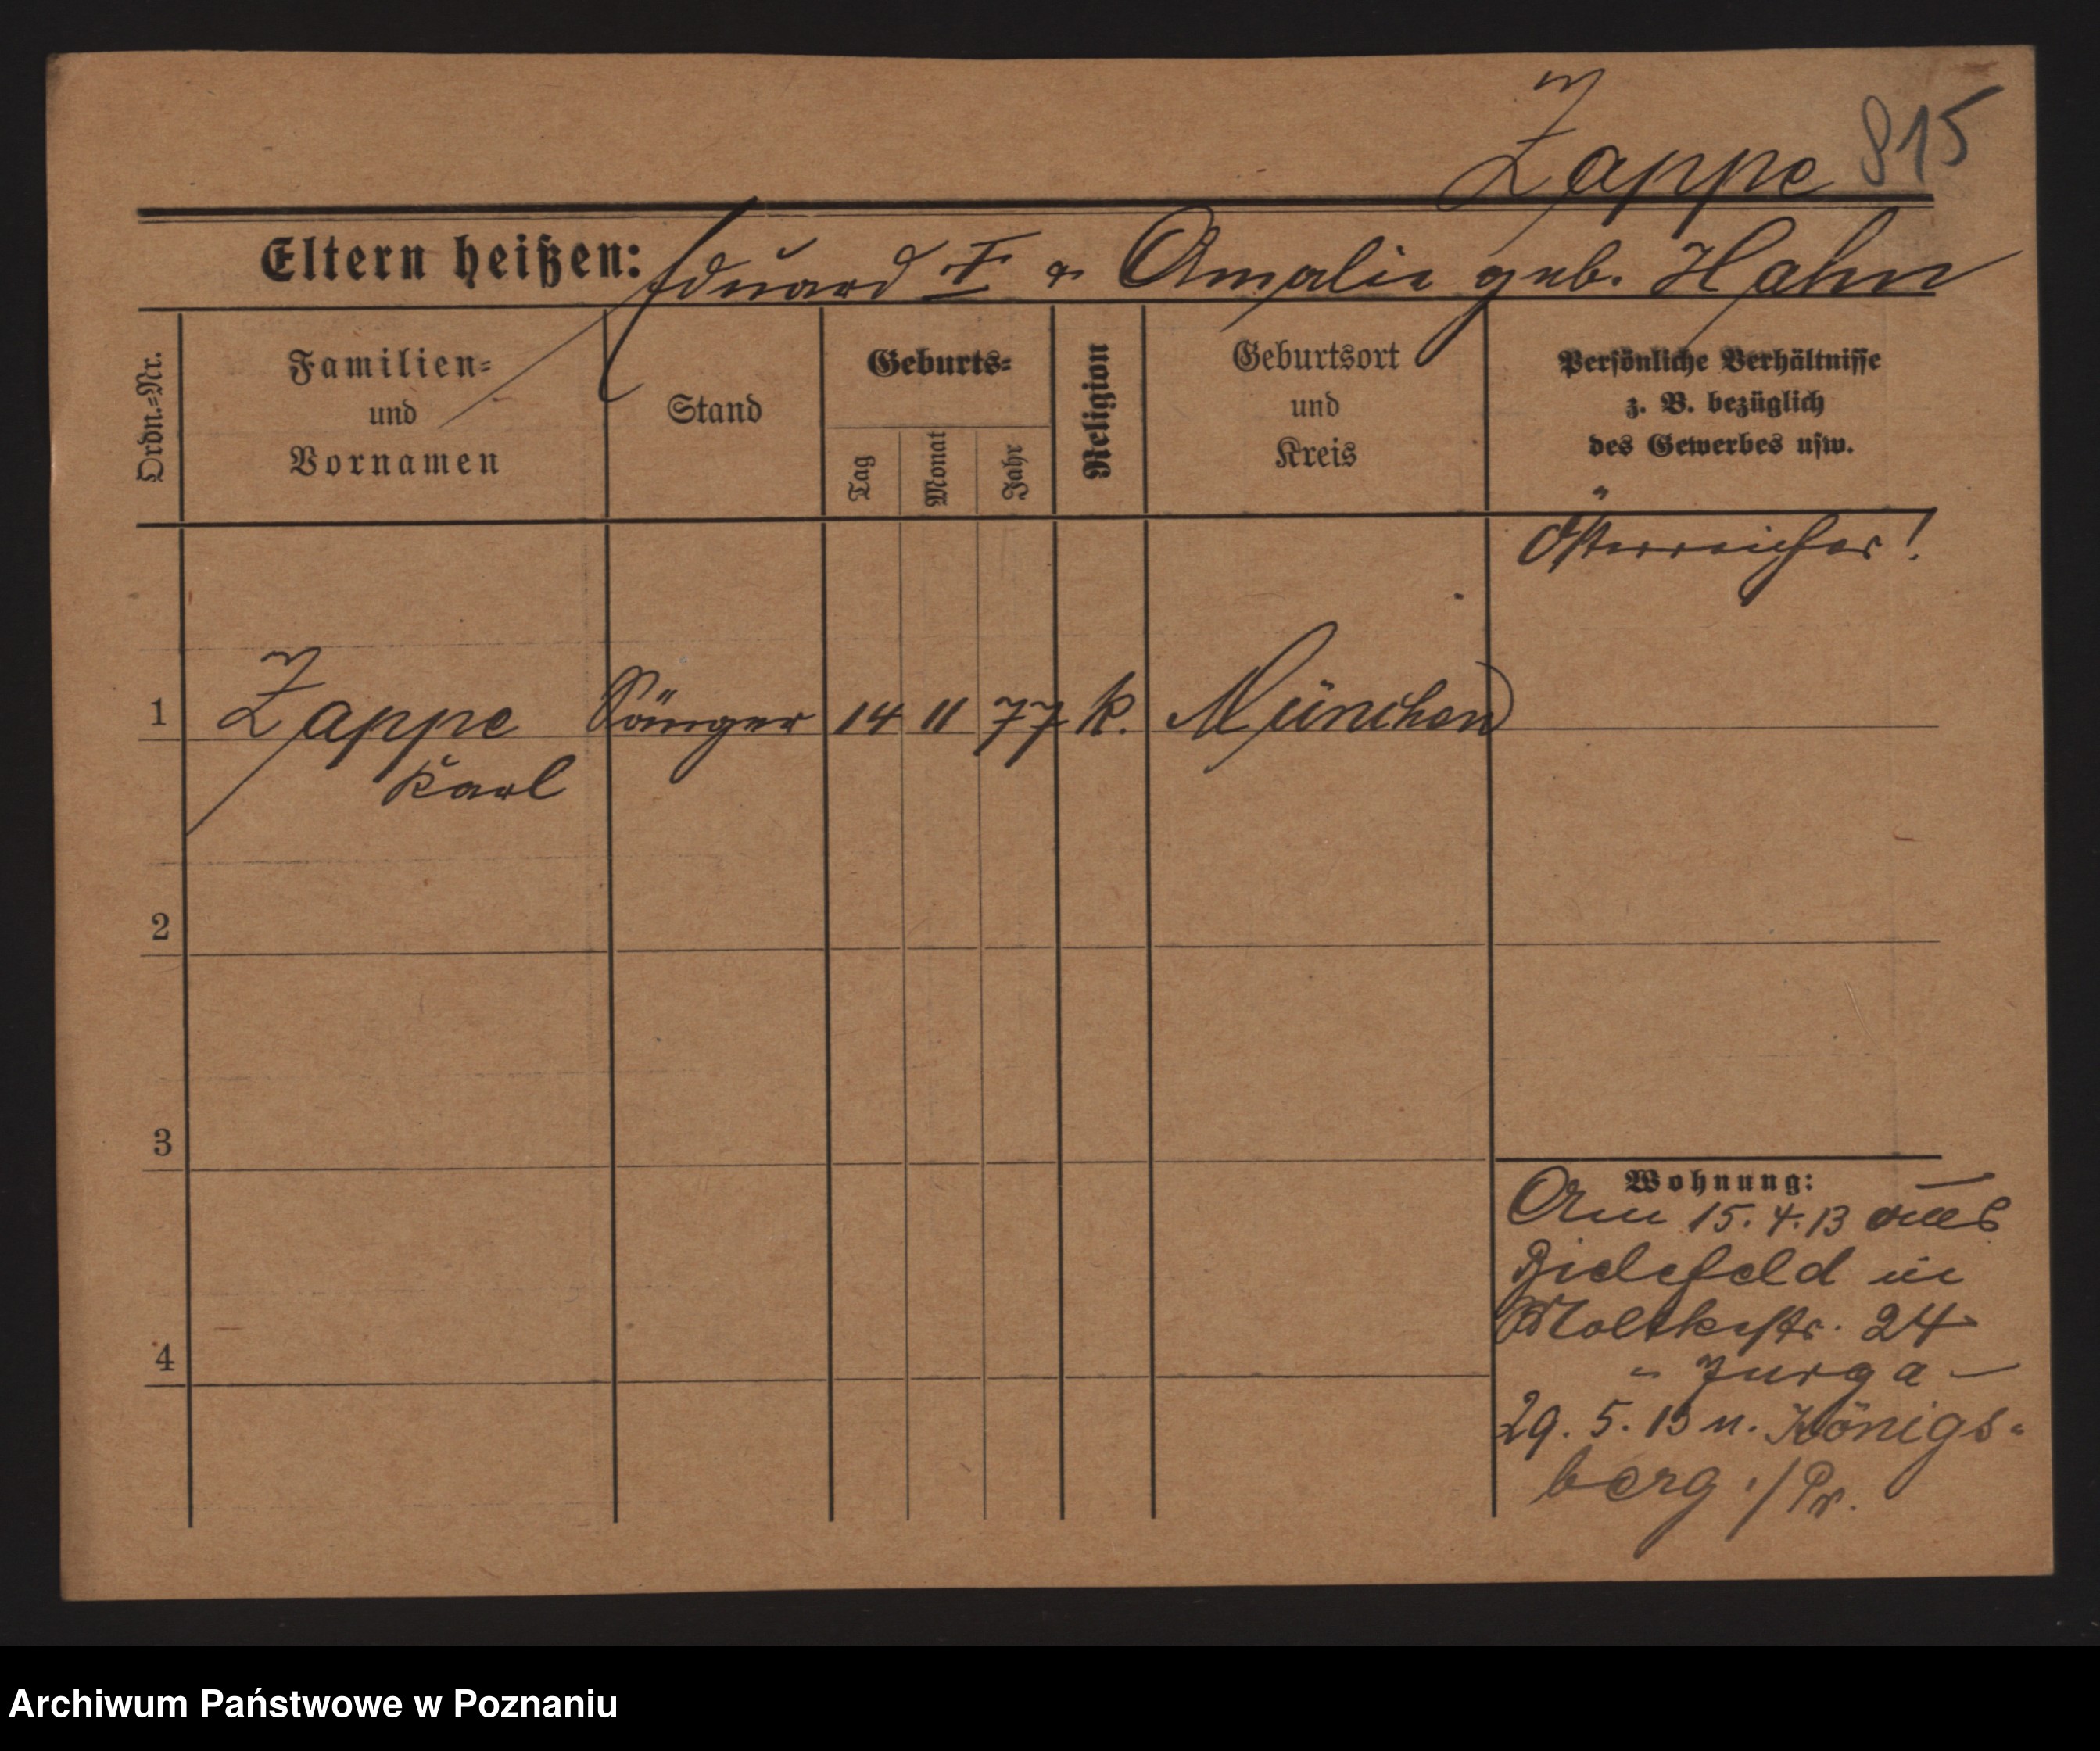 Zappe 815
Eltern heißen: Eduard I & Amalie geb. Hahn
Ordn.=Nr.
Familien=
und
Vornamen
Stand
Geburts=
Tag
Monat
Jahr
Religion
Geburtsort
und
Kreis
Persönliche Verhältnisse
z. B. bezüglich
des Gewerbes usw.
Österreicher!
1 Zappe Sänger 14 11 77 k. München
Karl
2
3
4
Wohnung:
Am 15.4.13 aus
Bielefeld in
Moltkestr. 24
" Jurga –
29.5.13 n. Königs-
berg i/Pr.
Archiwum Państwowe w Poznaniu